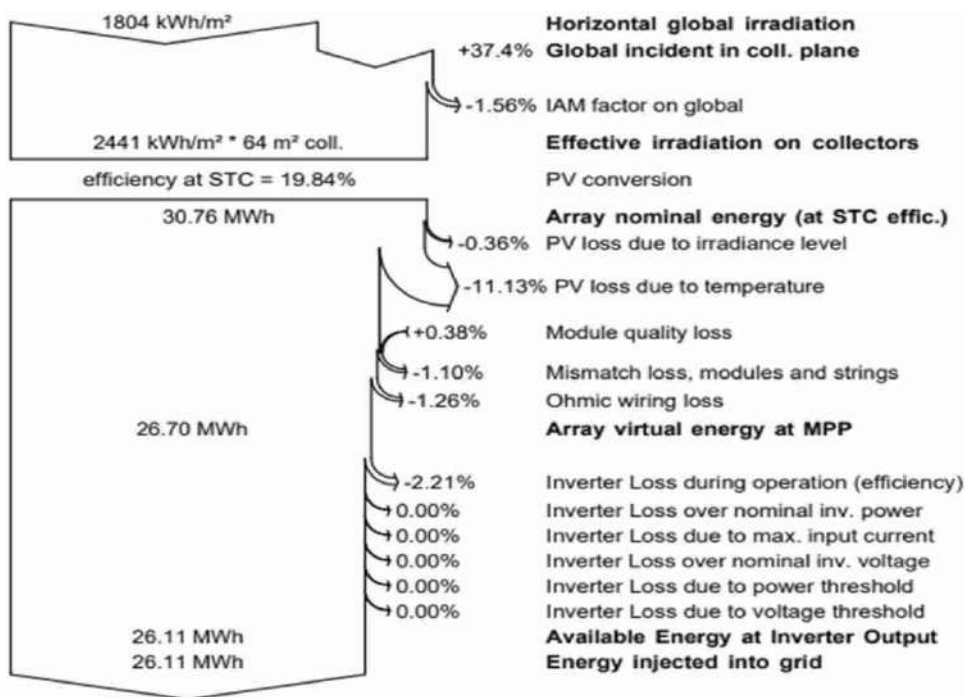 1804 kWh/m² Horizontal global irradiation
+37.4% Global incident in coll. plane
-1.56% IAM factor on global
2441 kWh/m² * 64 m² coll. Effective irradiation on collectors
efficiency at STC = 19.84% PV conversion
30.76 MWh Array nominal energy (at STC effic.)
-0.36% PV loss due to irradiance level
-11.13% PV loss due to temperature
+0.38% Module quality loss
-1.10% Mismatch loss, modules and strings
-1.26% Ohmic wiring loss
26.70 MWh Array virtual energy at MPP
-2.21% Inverter Loss during operation (efficiency)
0.00% Inverter Loss over nominal inv. power
0.00% Inverter Loss due to max. input current
0.00% Inverter Loss over nominal inv. voltage
0.00% Inverter Loss due to power threshold
0.00% Inverter Loss due to voltage threshold
26.11 MWh Available Energy at Inverter Output
26.11 MWh Energy injected into grid